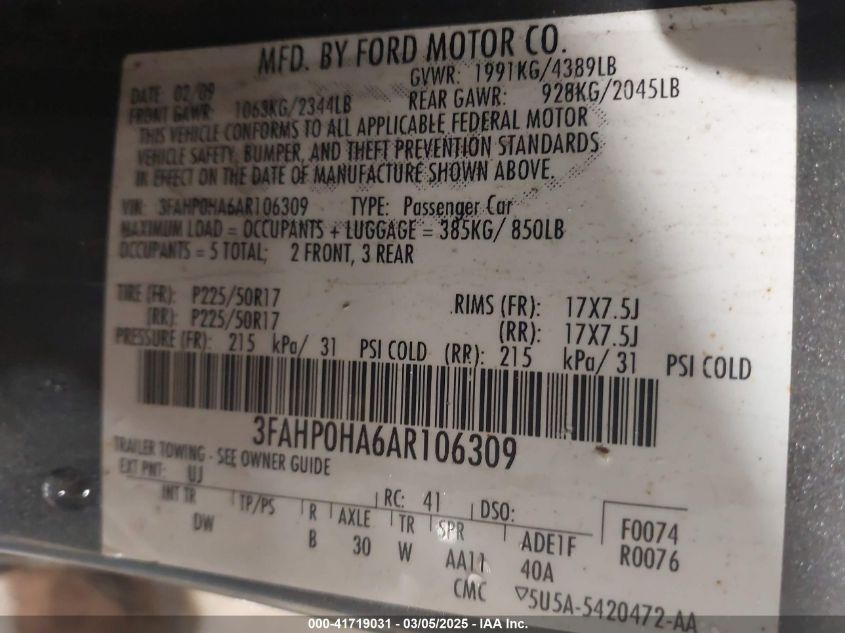 MFD. BY FORD MOTOR CO.
DATE: 02/09 GVWR: 1991KG/4389LB
FRONT GAWR: 1063KG/2344LB REAR GAWR: 928KG/2045LB
THIS VEHICLE CONFORMS TO ALL APPLICABLE FEDERAL MOTOR
VEHICLE SAFETY, BUMPER, AND THEFT PREVENTION STANDARDS
IN EFFECT ON THE DATE OF MANUFACTURE SHOWN ABOVE.
VIN: 3FAHP0HA6AR106309 TYPE: Passenger Car
MAXIMUM LOAD = OCCUPANTS + LUGGAGE = 385KG/ 850LB
OCCUPANTS = 5 TOTAL; 2 FRONT, 3 REAR
TIRE (FR): P225/50R17 RIMS (FR): 17X7.5J
(RR): P225/50R17 (RR): 17X7.5J
PRESSURE (FR): 215 kPa/ 31 PSI COLD (RR): 215 kPa/ 31 PSI COLD
3FAHP0HA6AR106309
TRAILER TOWING - SEE OWNER GUIDE
EXT PNT: UJ RC: 41 DSO:
INT TR TP/PS R AXLE TR SPR F0074
DW B 30 W AA11 ADE1F R0076
CMC 40A
▽5U5A-5420472-AA
000-41719031 - 03/05/2025 - IAA Inc.